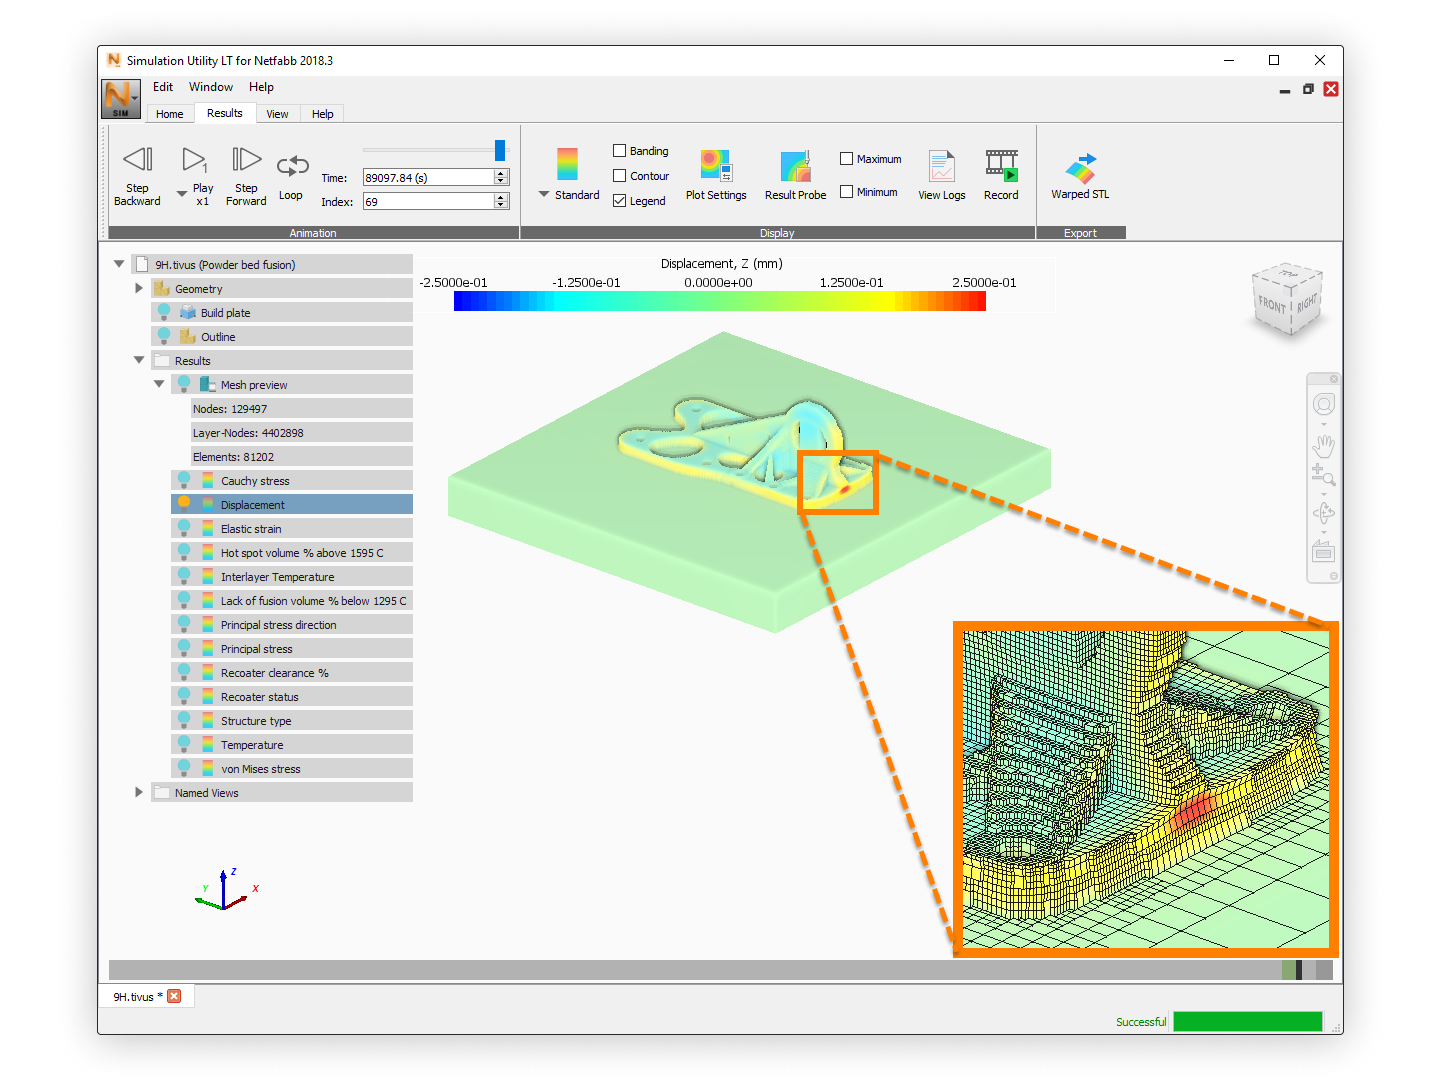 Simulation Utility LT for Netfabb 2018.3
SIM
Edit Window Help
Home Results View Help
Step Backward
Play x1
Step Forward
Loop
Time: 89097.84 (s)
Index: 69
Animation
Standard
Banding
Contour
Legend
Plot Settings
Result Probe
Maximum
Minimum
View Logs
Record
Display
Warped STL
Export
9H.tivus (Powder bed fusion)
Geometry
Build plate
Outline
Results
Mesh preview
Nodes: 129497
Layer-Nodes: 4402898
Elements: 81202
Cauchy stress
Displacement
Elastic strain
Hot spot volume % above 1595 C
Interlayer Temperature
Lack of fusion volume % below 1295 C
Principal stress direction
Principal stress
Recoater clearance %
Recoater status
Structure type
Temperature
von Mises stress
Named Views
Displacement, Z (mm)
-2.5000e-01 -1.2500e-01 0.0000e+00 1.2500e-01 2.5000e-01
TOP
FRONT RIGHT
Z
Y X
9H.tivus *
Successful